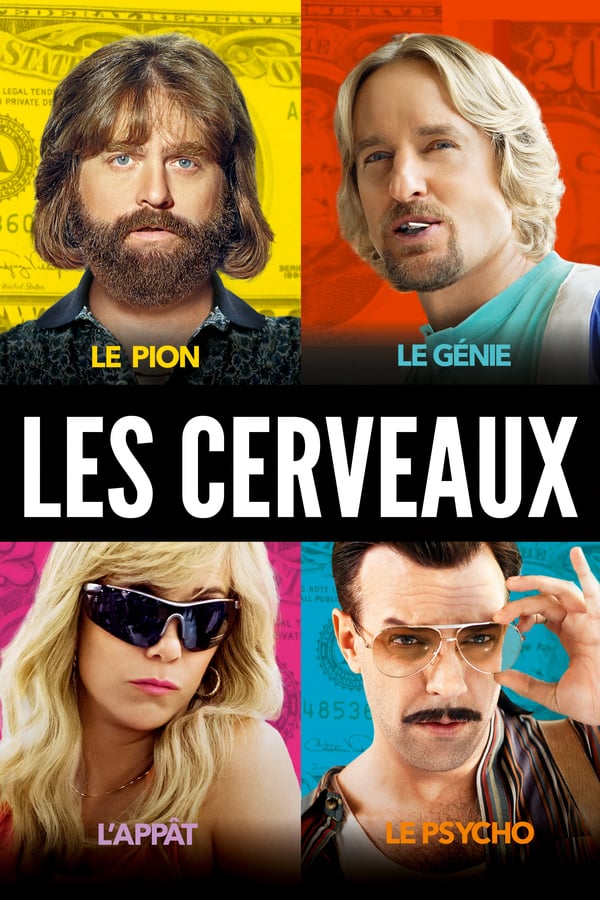 LE PION
LE GÉNIE
LES CERVEAUX
L'APPÂT
LE PSYCHO